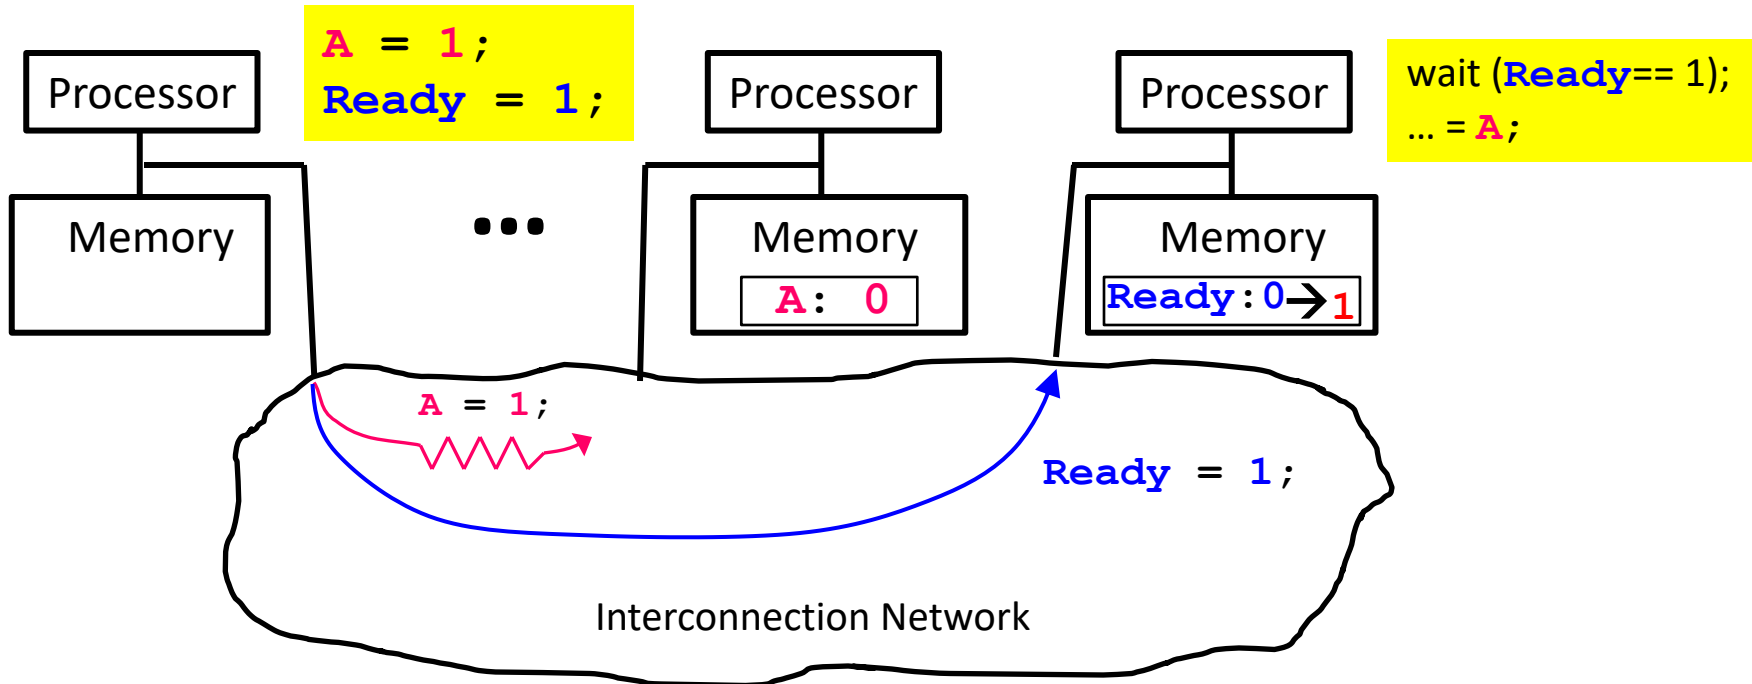 A = 1;
Ready = 1;
Processor
Processor
Processor
wait (Ready== 1);
... = A;
Memory
...
Memory
Memory
A: 0
Ready:0→1
A = 1;
Ready = 1;
Interconnection Network